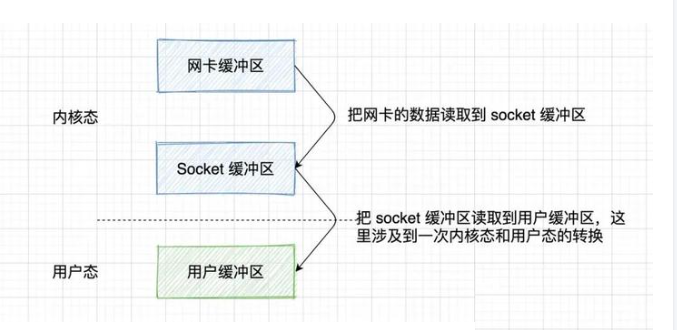 网卡缓冲区
内核态
把网卡的数据读取到 socket 缓冲区
Socket 缓冲区
把 socket 缓冲区读取到用户缓冲区，这
里涉及到一次内核态和用户态的转换
用户态
用户缓冲区